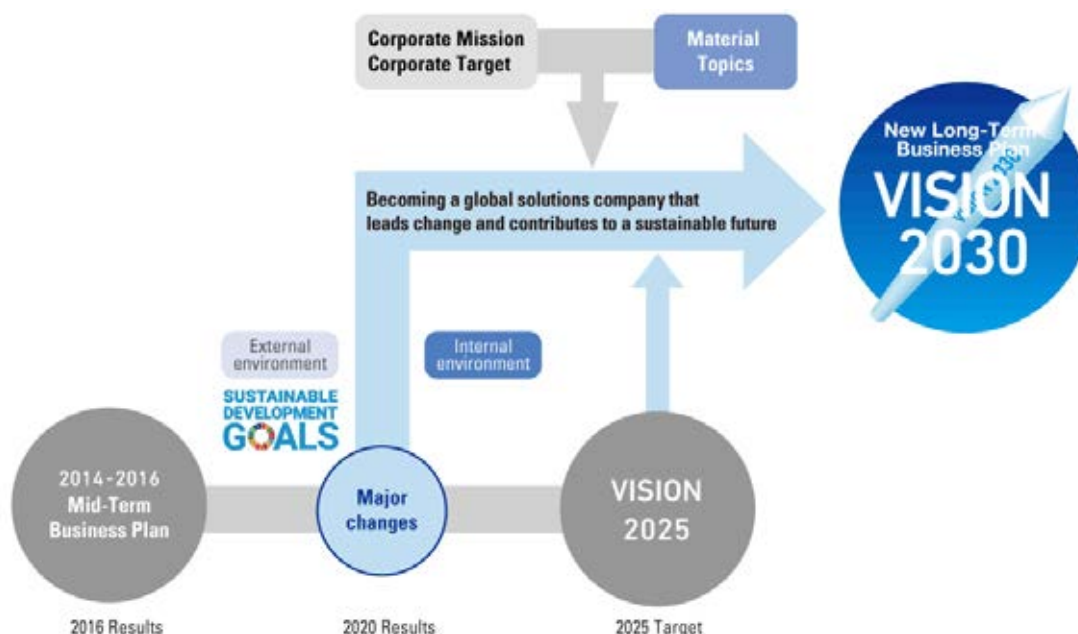 Corporate Mission
Corporate Target
Material
Topics
New Long-Term
Business Plan
VISION
2030
Becoming a global solutions company that
leads change and contributes to a sustainable future
External
environment
Internal
environment
SUSTAINABLE
DEVELOPMENT
GOALS
2014-2016
Mid-Term
Business Plan
Major
changes
VISION
2025
2016 Results
2020 Results
2025 Target